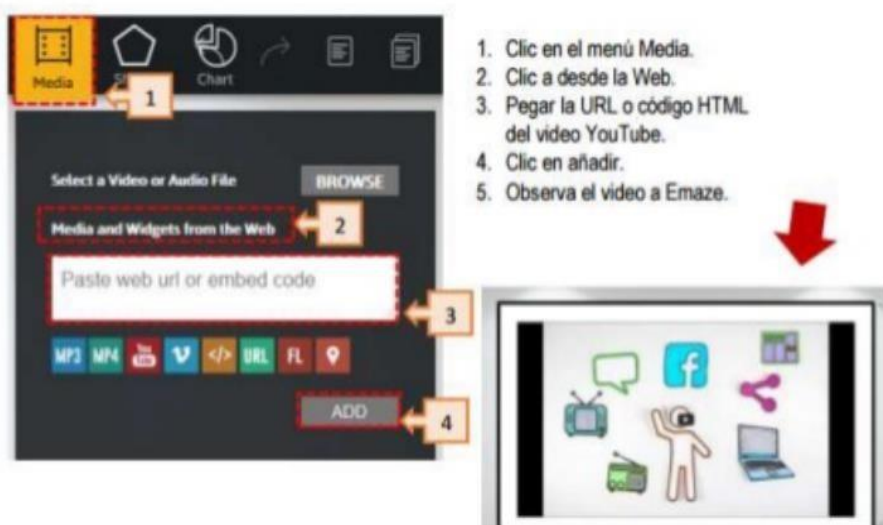 Media
Chart
1
Select a Video or Audio File
BROWSE
Media and Widgets from the Web
2
Paste web url or embed code
3
MP3 MP4 You Tube V </> URL FL
ADD
4
1. Clic en el menú Media.
2. Clic a desde la Web.
3. Pegar la URL o código HTML
del video YouTube.
4. Clic en añadir.
5. Observa el video a Emaze.
f